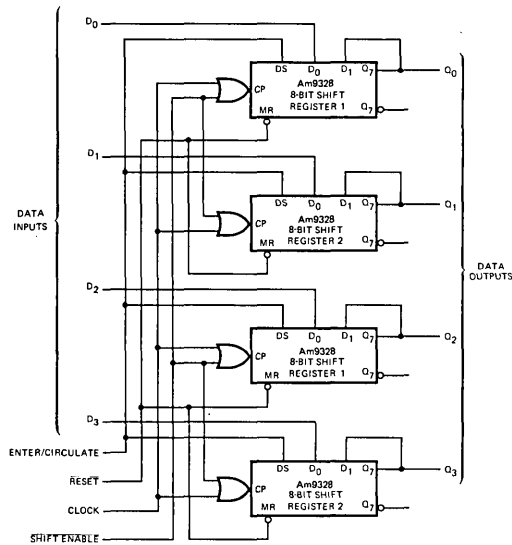 D0
DS D0 D1 Q7
Am9328
8-BIT SHIFT
REGISTER 1
CP
MR
Q7
Q0
D1
DS D0 D1 Q7
Am9328
8-BIT SHIFT
REGISTER 2
CP
MR
Q7
Q1
DATA
INPUTS
DATA
OUTPUTS
D2
DS D0 D1 Q7
Am9328
8-BIT SHIFT
REGISTER 1
CP
MR
Q7
Q2
D3
DS D0 D1 Q7
Am9328
8-BIT SHIFT
REGISTER 2
CP
MR
Q7
Q3
ENTER/CIRCULATE
RESET
CLOCK
SHIFT ENABLE